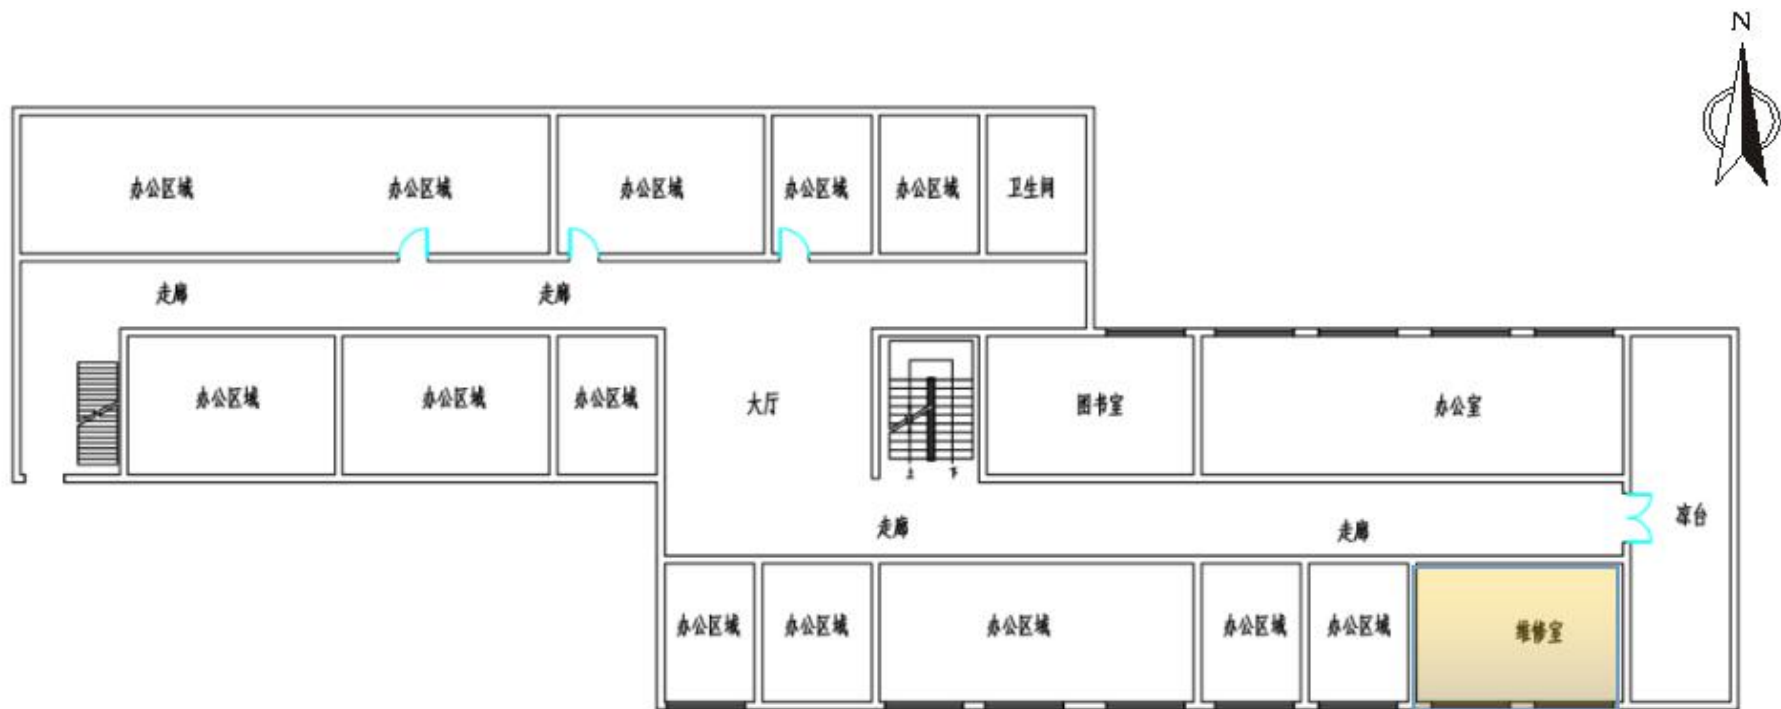 N
办公区域 办公区域 办公区域 办公区域 办公区域 卫生间
走廊 走廊
办公区域 办公区域 办公区域 大厅 图书室 办公室
上 下
走廊 走廊 凉台
办公区域 办公区域 办公区域 办公区域 办公区域 维修室